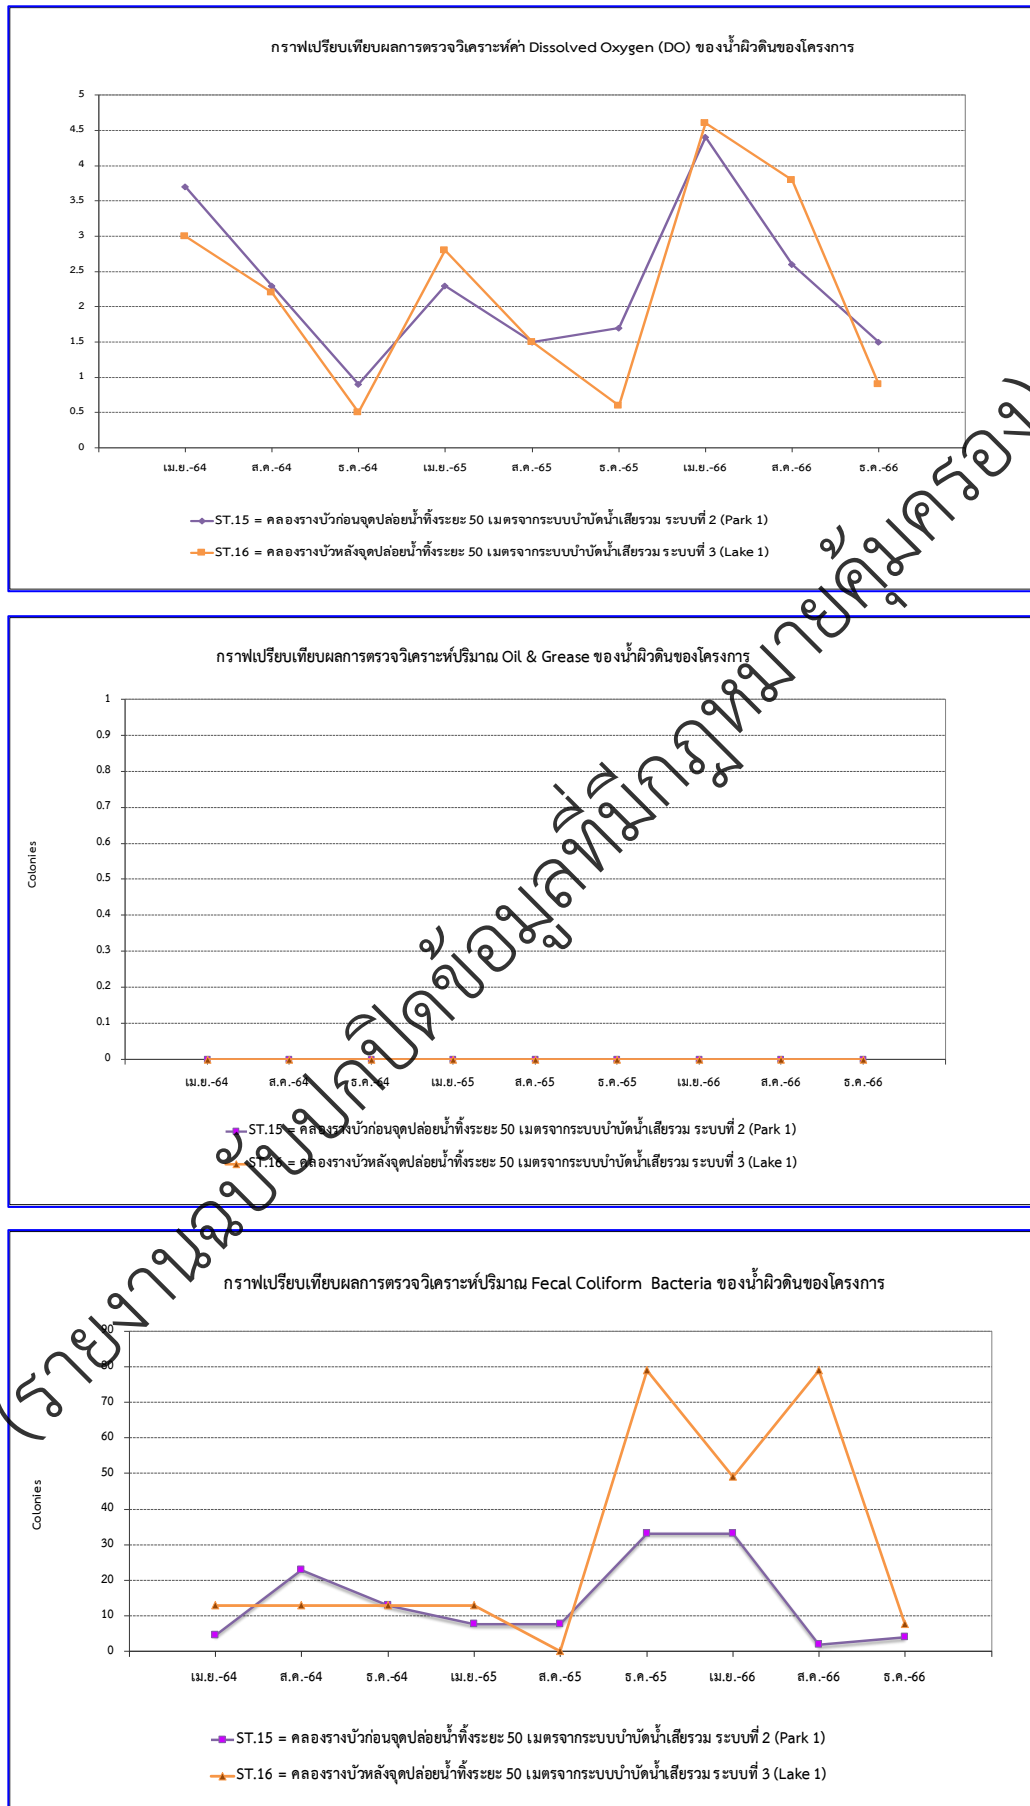 กราฟเปรียบเทียบผลการตรวจวิเคราะห์ค่า Dissolved Oxygen (DO) ของน้ำผิวดินของโครงการ
5
4.5
4
3.5
3
2.5
2
1.5
1
0.5
0
เม.ย.-64 ส.ค.-64 ธ.ค.-64 เม.ย.-65 ส.ค.-65 ธ.ค.-65 เม.ย.-66 ส.ค.-66 ธ.ค.-66
ST.15 = คลองรางบัวก่อนจุดปล่อยน้ำทิ้งระยะ 50 เมตรจากระบบบำบัดน้ำเสียรวม ระบบที่ 2 (Park 1)
ST.16 = คลองรางบัวหลังจุดปล่อยน้ำทิ้งระยะ 50 เมตรจากระบบบำบัดน้ำเสียรวม ระบบที่ 3 (Lake 1)
กราฟเปรียบเทียบผลการตรวจวิเคราะห์ปริมาณ Oil & Grease ของน้ำผิวดินของโครงการ
Colonies
1
0.9
0.8
0.7
0.6
0.5
0.4
0.3
0.2
0.1
0
เม.ย.-64 ส.ค.-64 ธ.ค.-64 เม.ย.-65 ส.ค.-65 ธ.ค.-65 เม.ย.-66 ส.ค.-66 ธ.ค.-66
ST.15 = คลองรางบัวก่อนจุดปล่อยน้ำทิ้งระยะ 50 เมตรจากระบบบำบัดน้ำเสียรวม ระบบที่ 2 (Park 1)
ST.16 = คลองรางบัวหลังจุดปล่อยน้ำทิ้งระยะ 50 เมตรจากระบบบำบัดน้ำเสียรวม ระบบที่ 3 (Lake 1)
กราฟเปรียบเทียบผลการตรวจวิเคราะห์ปริมาณ Fecal Coliform Bacteria ของน้ำผิวดินของโครงการ
Colonies
90
80
70
60
50
40
30
20
10
0
เม.ย.-64 ส.ค.-64 ธ.ค.-64 เม.ย.-65 ส.ค.-65 ธ.ค.-65 เม.ย.-66 ส.ค.-66 ธ.ค.-66
ST.15 = คลองรางบัวก่อนจุดปล่อยน้ำทิ้งระยะ 50 เมตรจากระบบบำบัดน้ำเสียรวม ระบบที่ 2 (Park 1)
ST.16 = คลองรางบัวหลังจุดปล่อยน้ำทิ้งระยะ 50 เมตรจากระบบบำบัดน้ำเสียรวม ระบบที่ 3 (Lake 1)
(รายงานฉบับปกปิดข้อมูลที่มีกฎหมายคุ้มครอง)